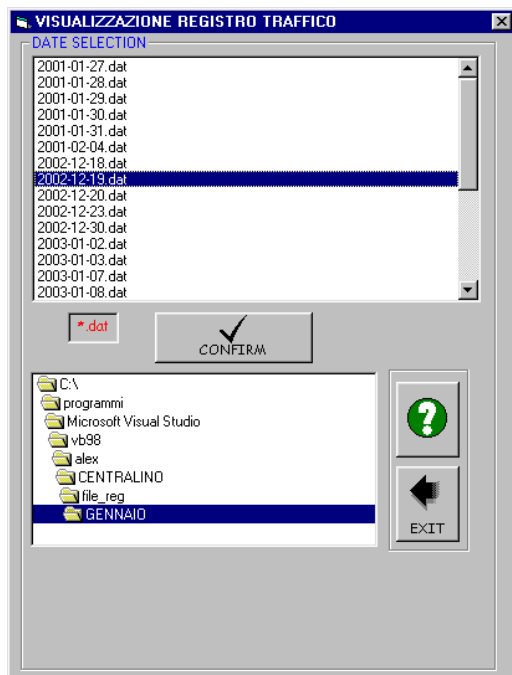 VISUALIZZAZIONE REGISTRO TRAFFICO
DATE SELECTION
2001-01-27.dat
2001-01-28.dat
2001-01-29.dat
2001-01-30.dat
2001-01-31.dat
2001-02-04.dat
2002-12-18.dat
2002-12-19.dat
2002-12-20.dat
2002-12-23.dat
2002-12-30.dat
2003-01-02.dat
2003-01-03.dat
2003-01-07.dat
2003-01-08.dat
*.dat
CONFIRM
C:\
programmi
Microsoft Visual Studio
vb98
alex
CENTRALINO
file_reg
GENNAIO
?
EXIT